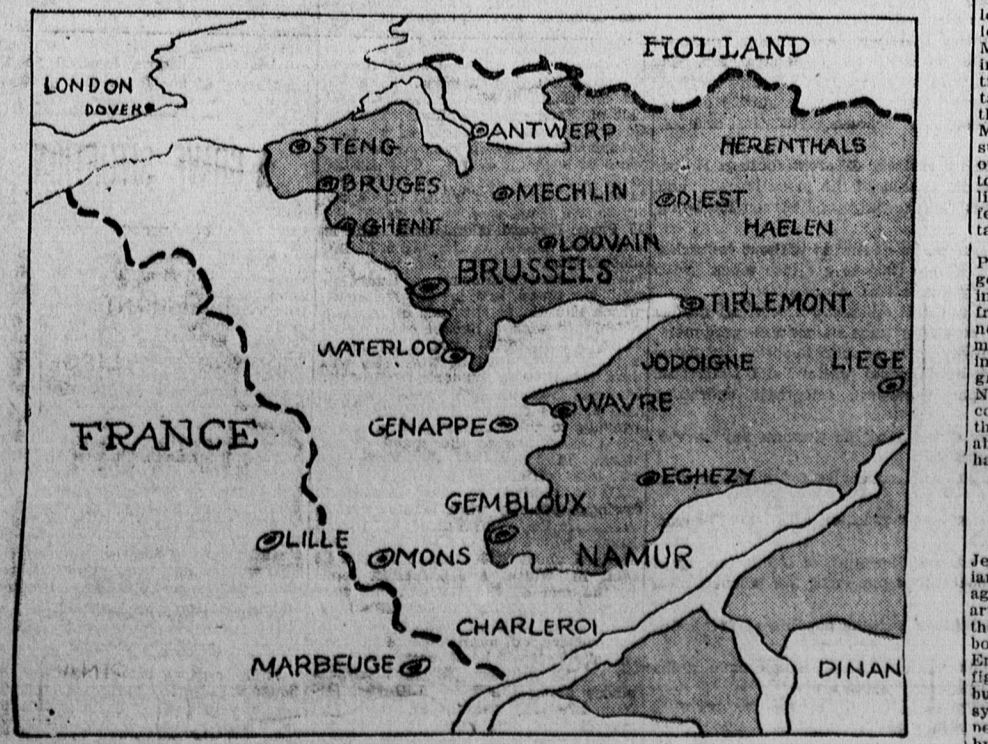 HOLLAND
LONDON
DOVER
ANTWERP
STENG
HERENTHALS
BRUGES
MECHLIN
DIEST
GHENT
HAELEN
LOUVAIN
BRUSSELS
TIRLEMONT
WATERLOO
JODOIGNE
LIEGE
WAVRE
GENAPPE
FRANCE
EGHEZY
GEMBLOUX
LILLE
MONS
NAMUR
CHARLEROI
MARBEUGE
DINAN